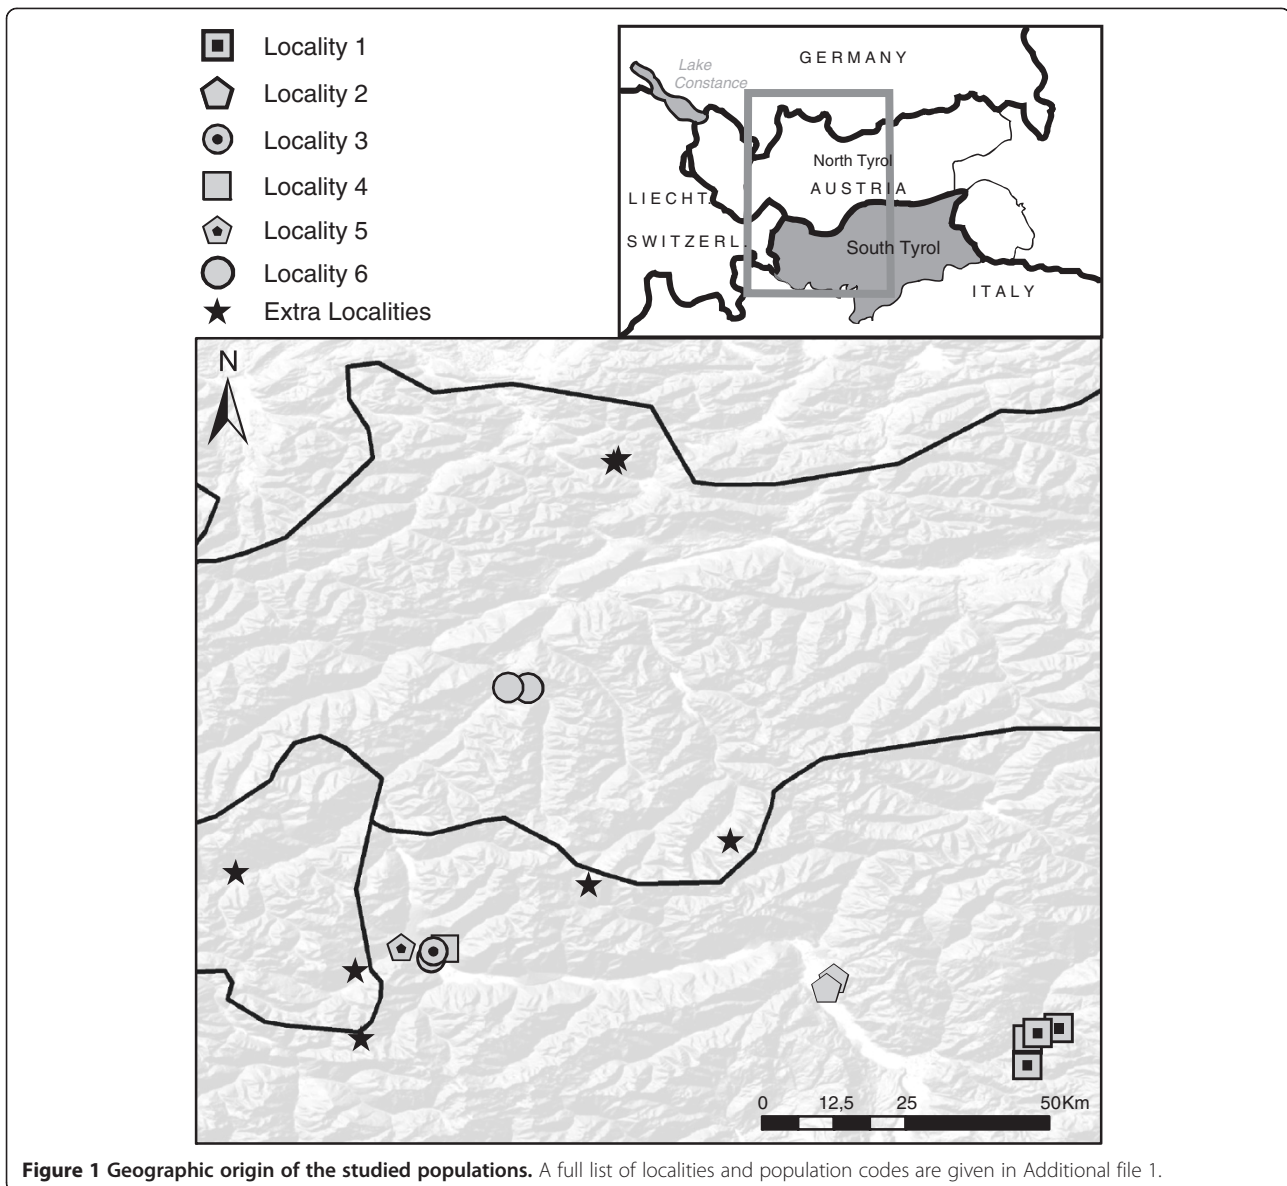 Locality 1
Locality 2
Locality 3
Locality 4
Locality 5
Locality 6
Extra Localities
GERMANY
Lake
Constance
North Tyrol
AUSTRIA
LIECHT.
SWITZERL.
South Tyrol
ITALY
N
0 12,5 25 50Km
Figure 1 Geographic origin of the studied populations. A full list of localities and population codes are given in Additional file 1.